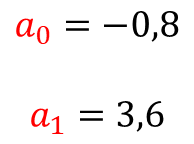 a₀ = −0,8
a₁ = 3,6